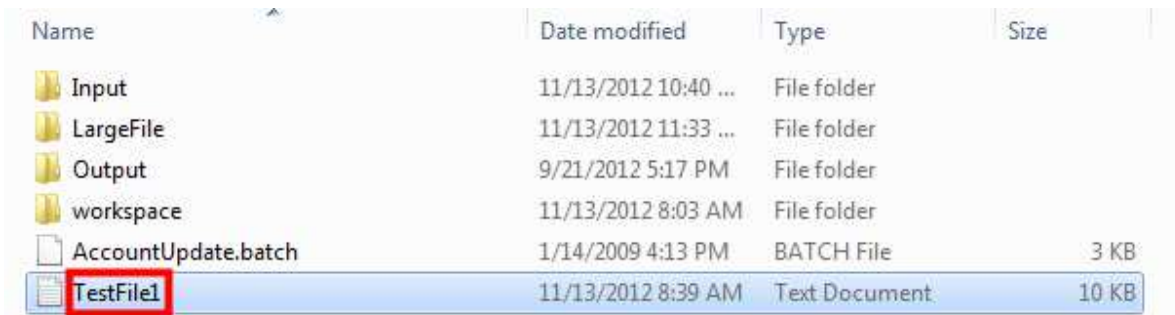 Name Date modified Type Size
Input 11/13/2012 10:40 ... File folder
LargeFile 11/13/2012 11:33 ... File folder
Output 9/21/2012 5:17 PM File folder
workspace 11/13/2012 8:03 AM File folder
AccountUpdate.batch 1/14/2009 4:13 PM BATCH File 3 KB
TestFile1 11/13/2012 8:39 AM Text Document 10 KB